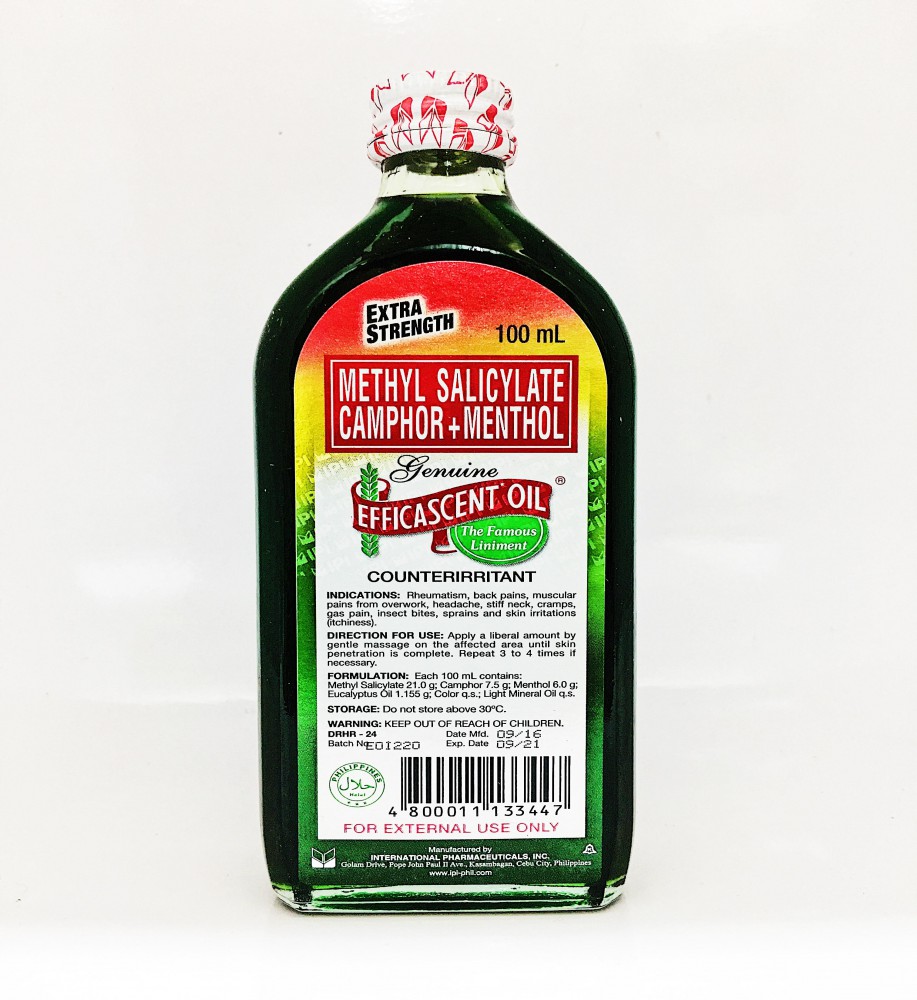 EXTRA
STRENGTH
100 mL
METHYL SALICYLATE
CAMPHOR + MENTHOL
Genuine
EFFICASCENT OIL ®
The Famous
Liniment
COUNTERIRRITANT
INDICATIONS: Rheumatism, back pains, muscular
pains from overwork, headache, stiff neck, cramps,
gas pain, insect bites, sprains and skin irritations
(itchiness).
DIRECTION FOR USE: Apply a liberal amount by
gentle massage on the affected area until skin
penetration is complete. Repeat 3 to 4 times if
necessary.
FORMULATION: Each 100 mL contains:
Methyl Salicylate 21.0 g; Camphor 7.5 g; Menthol 6.0 g;
Eucalyptus Oil 1.155 g; Color q.s.; Light Mineral Oil q.s.
STORAGE: Do not store above 30ºC.
WARNING: KEEP OUT OF REACH OF CHILDREN.
DRHR - 24 Date Mfd. 09/16
Batch No E01220 Exp. Date 09/21
PHILIPPINES
حلال
Halal
4 800011 133447
FOR EXTERNAL USE ONLY
Manufactured by
INTERNATIONAL PHARMACEUTICALS, INC.
Golam Drive, Pope John Paul II Ave., Kasambagan, Cebu City, Philippines
www.ipi-phil.com